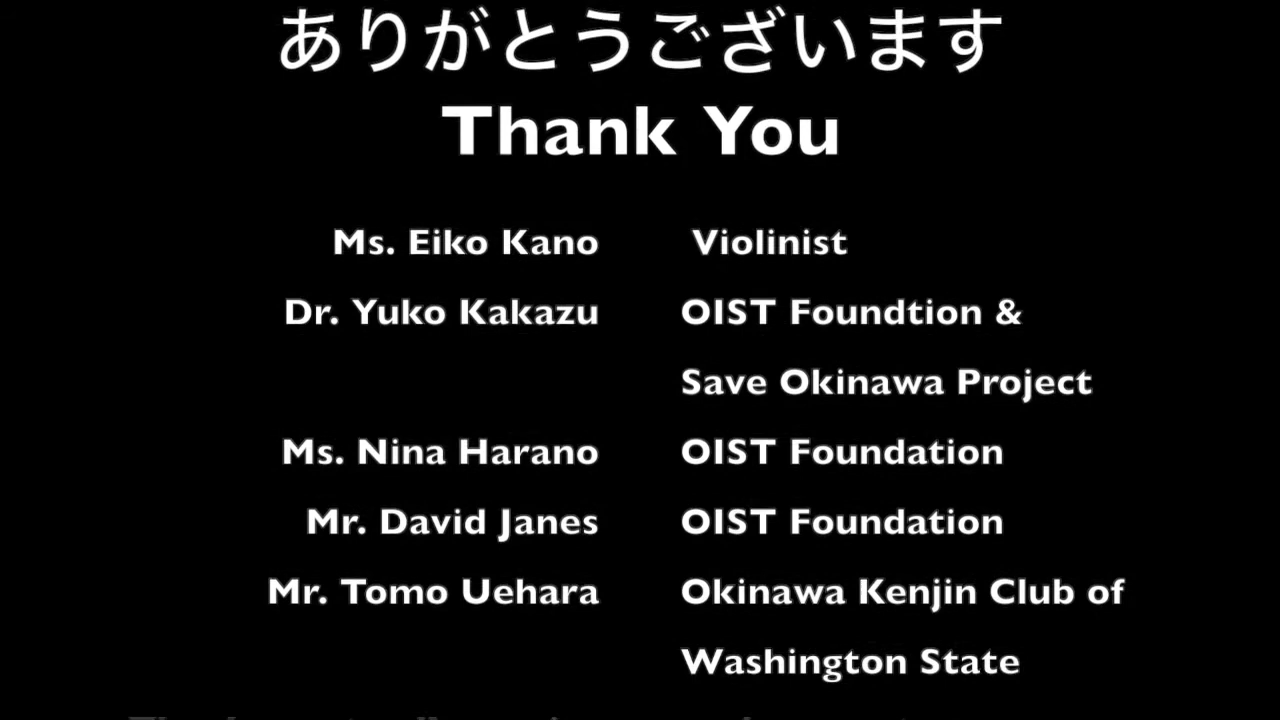 ありがとうございます
Thank You
Ms. Eiko Kano Violinist
Dr. Yuko Kakazu OIST Foundtion &
Save Okinawa Project
Ms. Nina Harano OIST Foundation
Mr. David Janes OIST Foundation
Mr. Tomo Uehara Okinawa Kenjin Club of
Washington State